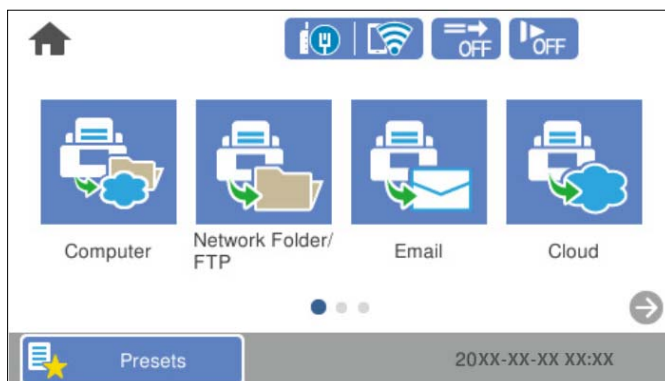 OFF
OFF
Computer
Network Folder/
FTP
Email
Cloud
Presets
20XX-XX-XX XX:XX